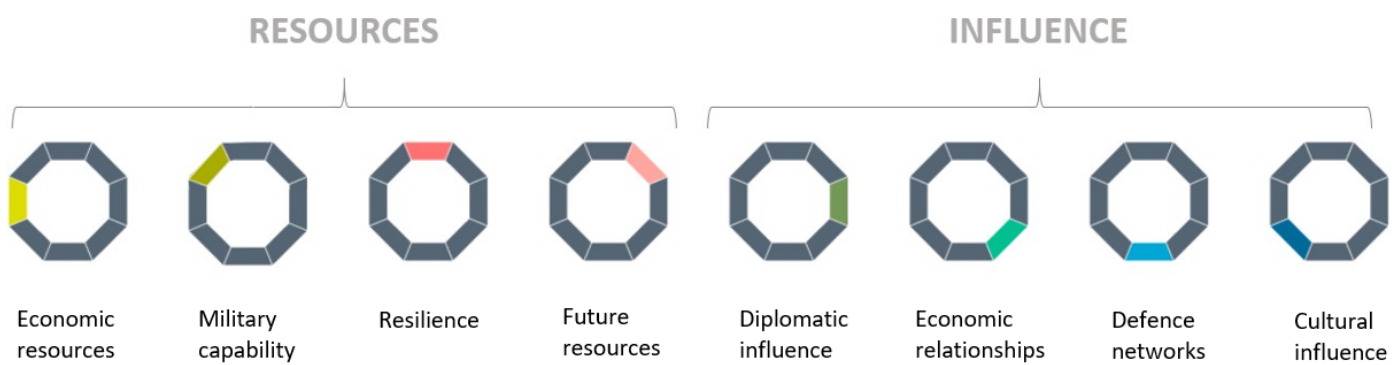 RESOURCES
INFLUENCE
Economic
resources
Military
capability
Resilience
Future
resources
Diplomatic
influence
Economic
relationships
Defence
networks
Cultural
influence